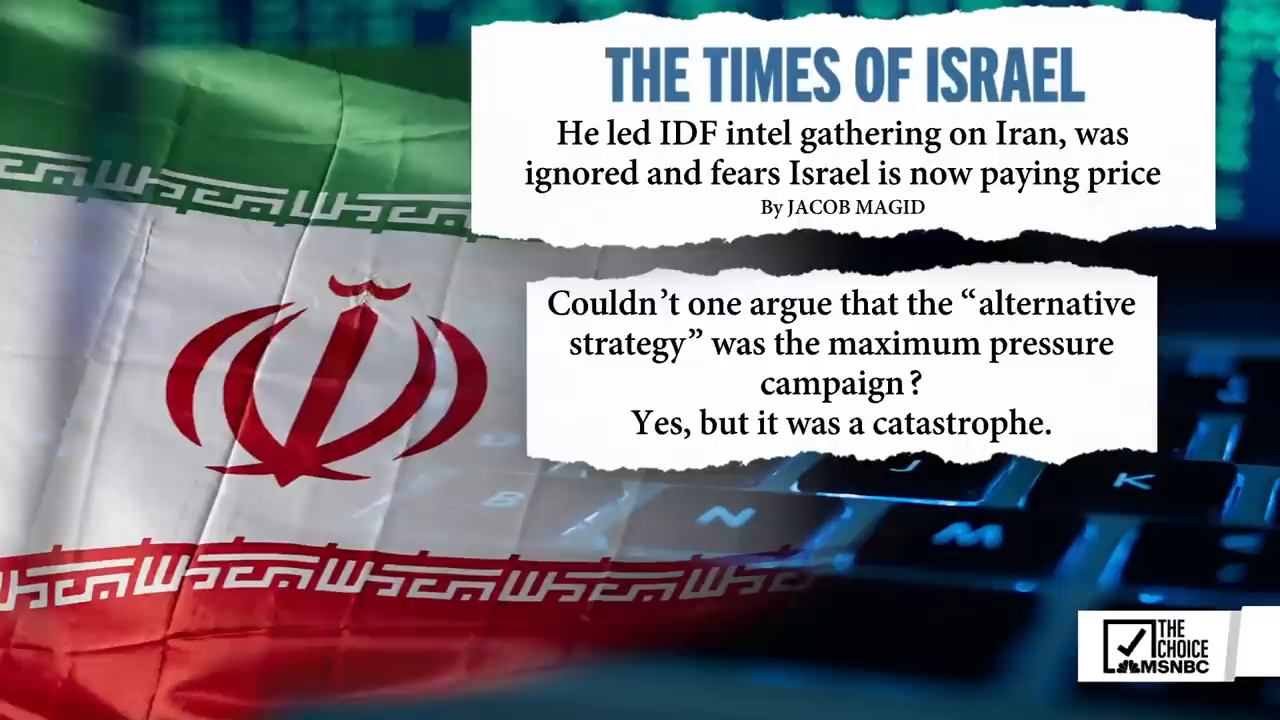 THE TIMES OF ISRAEL
He led IDF intel gathering on Iran, was
ignored and fears Israel is now paying price
By JACOB MAGID
Couldn’t one argue that the “alternative
strategy” was the maximum pressure
campaign?
Yes, but it was a catastrophe.
B N M J K
THE
CHOICE
MSNBC